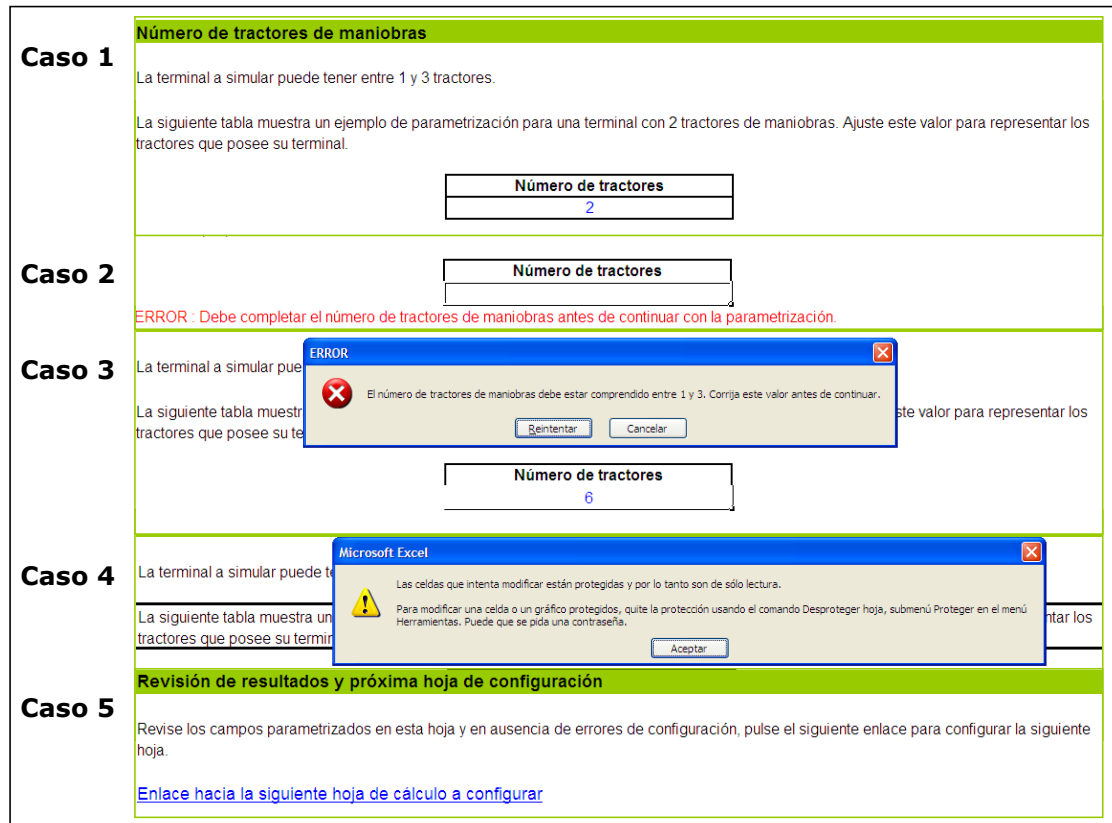 Caso 1
Número de tractores de maniobras
La terminal a simular puede tener entre 1 y 3 tractores.
La siguiente tabla muestra un ejemplo de parametrización para una terminal con 2 tractores de maniobras. Ajuste este valor para representar los
tractores que posee su terminal.
Número de tractores
2
Caso 2
Número de tractores
ERROR : Debe completar el número de tractores de maniobras antes de continuar con la parametrización.
Caso 3
La terminal a simular pue
ERROR
El número de tractores de maniobras debe estar comprendido entre 1 y 3. Corrija este valor antes de continuar.
La siguiente tabla muestr
ste valor para representar los
tractores que posee su te
Reintentar Cancelar
Número de tractores
6
Caso 4
La terminal a simular puede te
Microsoft Excel
Las celdas que intenta modificar están protegidas y por lo tanto son de sólo lectura.
Para modificar una celda o un gráfico protegidos, quite la protección usando el comando Desproteger hoja, submenú Proteger en el menú
Herramientas. Puede que se pida una contraseña.
Aceptar
La siguiente tabla muestra un
ntar los
tractores que posee su termin
Caso 5
Revisión de resultados y próxima hoja de configuración
Revise los campos parametrizados en esta hoja y en ausencia de errores de configuración, pulse el siguiente enlace para configurar la siguiente
hoja.
Enlace hacia la siguiente hoja de cálculo a configurar